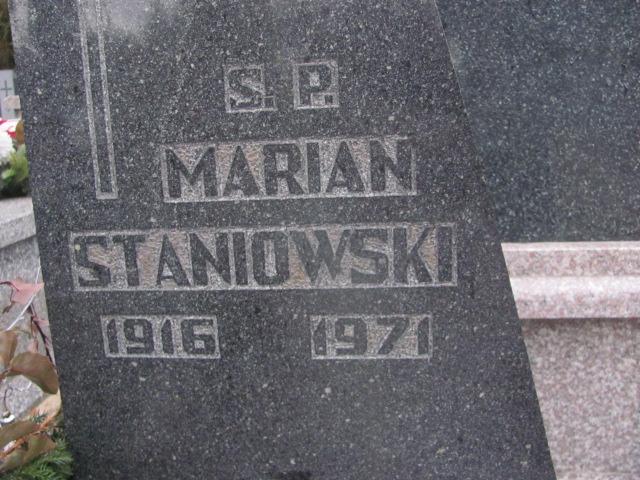 S. P.
MARIAN
STANIOWSKI
1916 1971